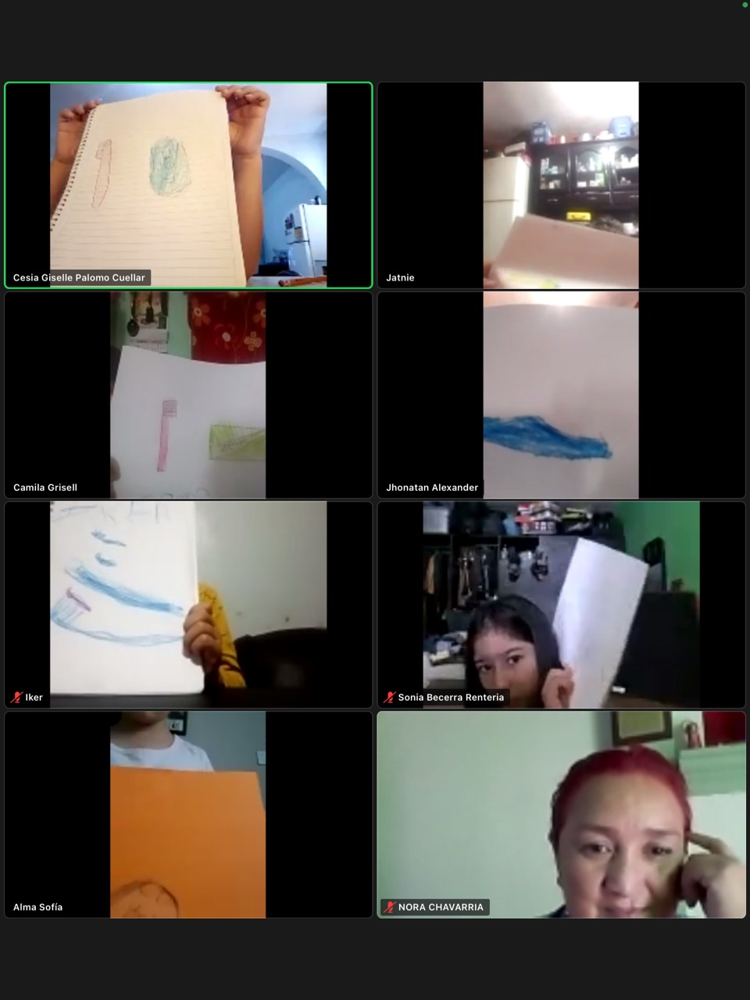 Cesia Giselle Palomo Cuellar
Jatnie
Camila Grisell
Jhonatan Alexander
Iker
Sonia Becerra Renteria
Alma Sofía
NORA CHAVARRIA